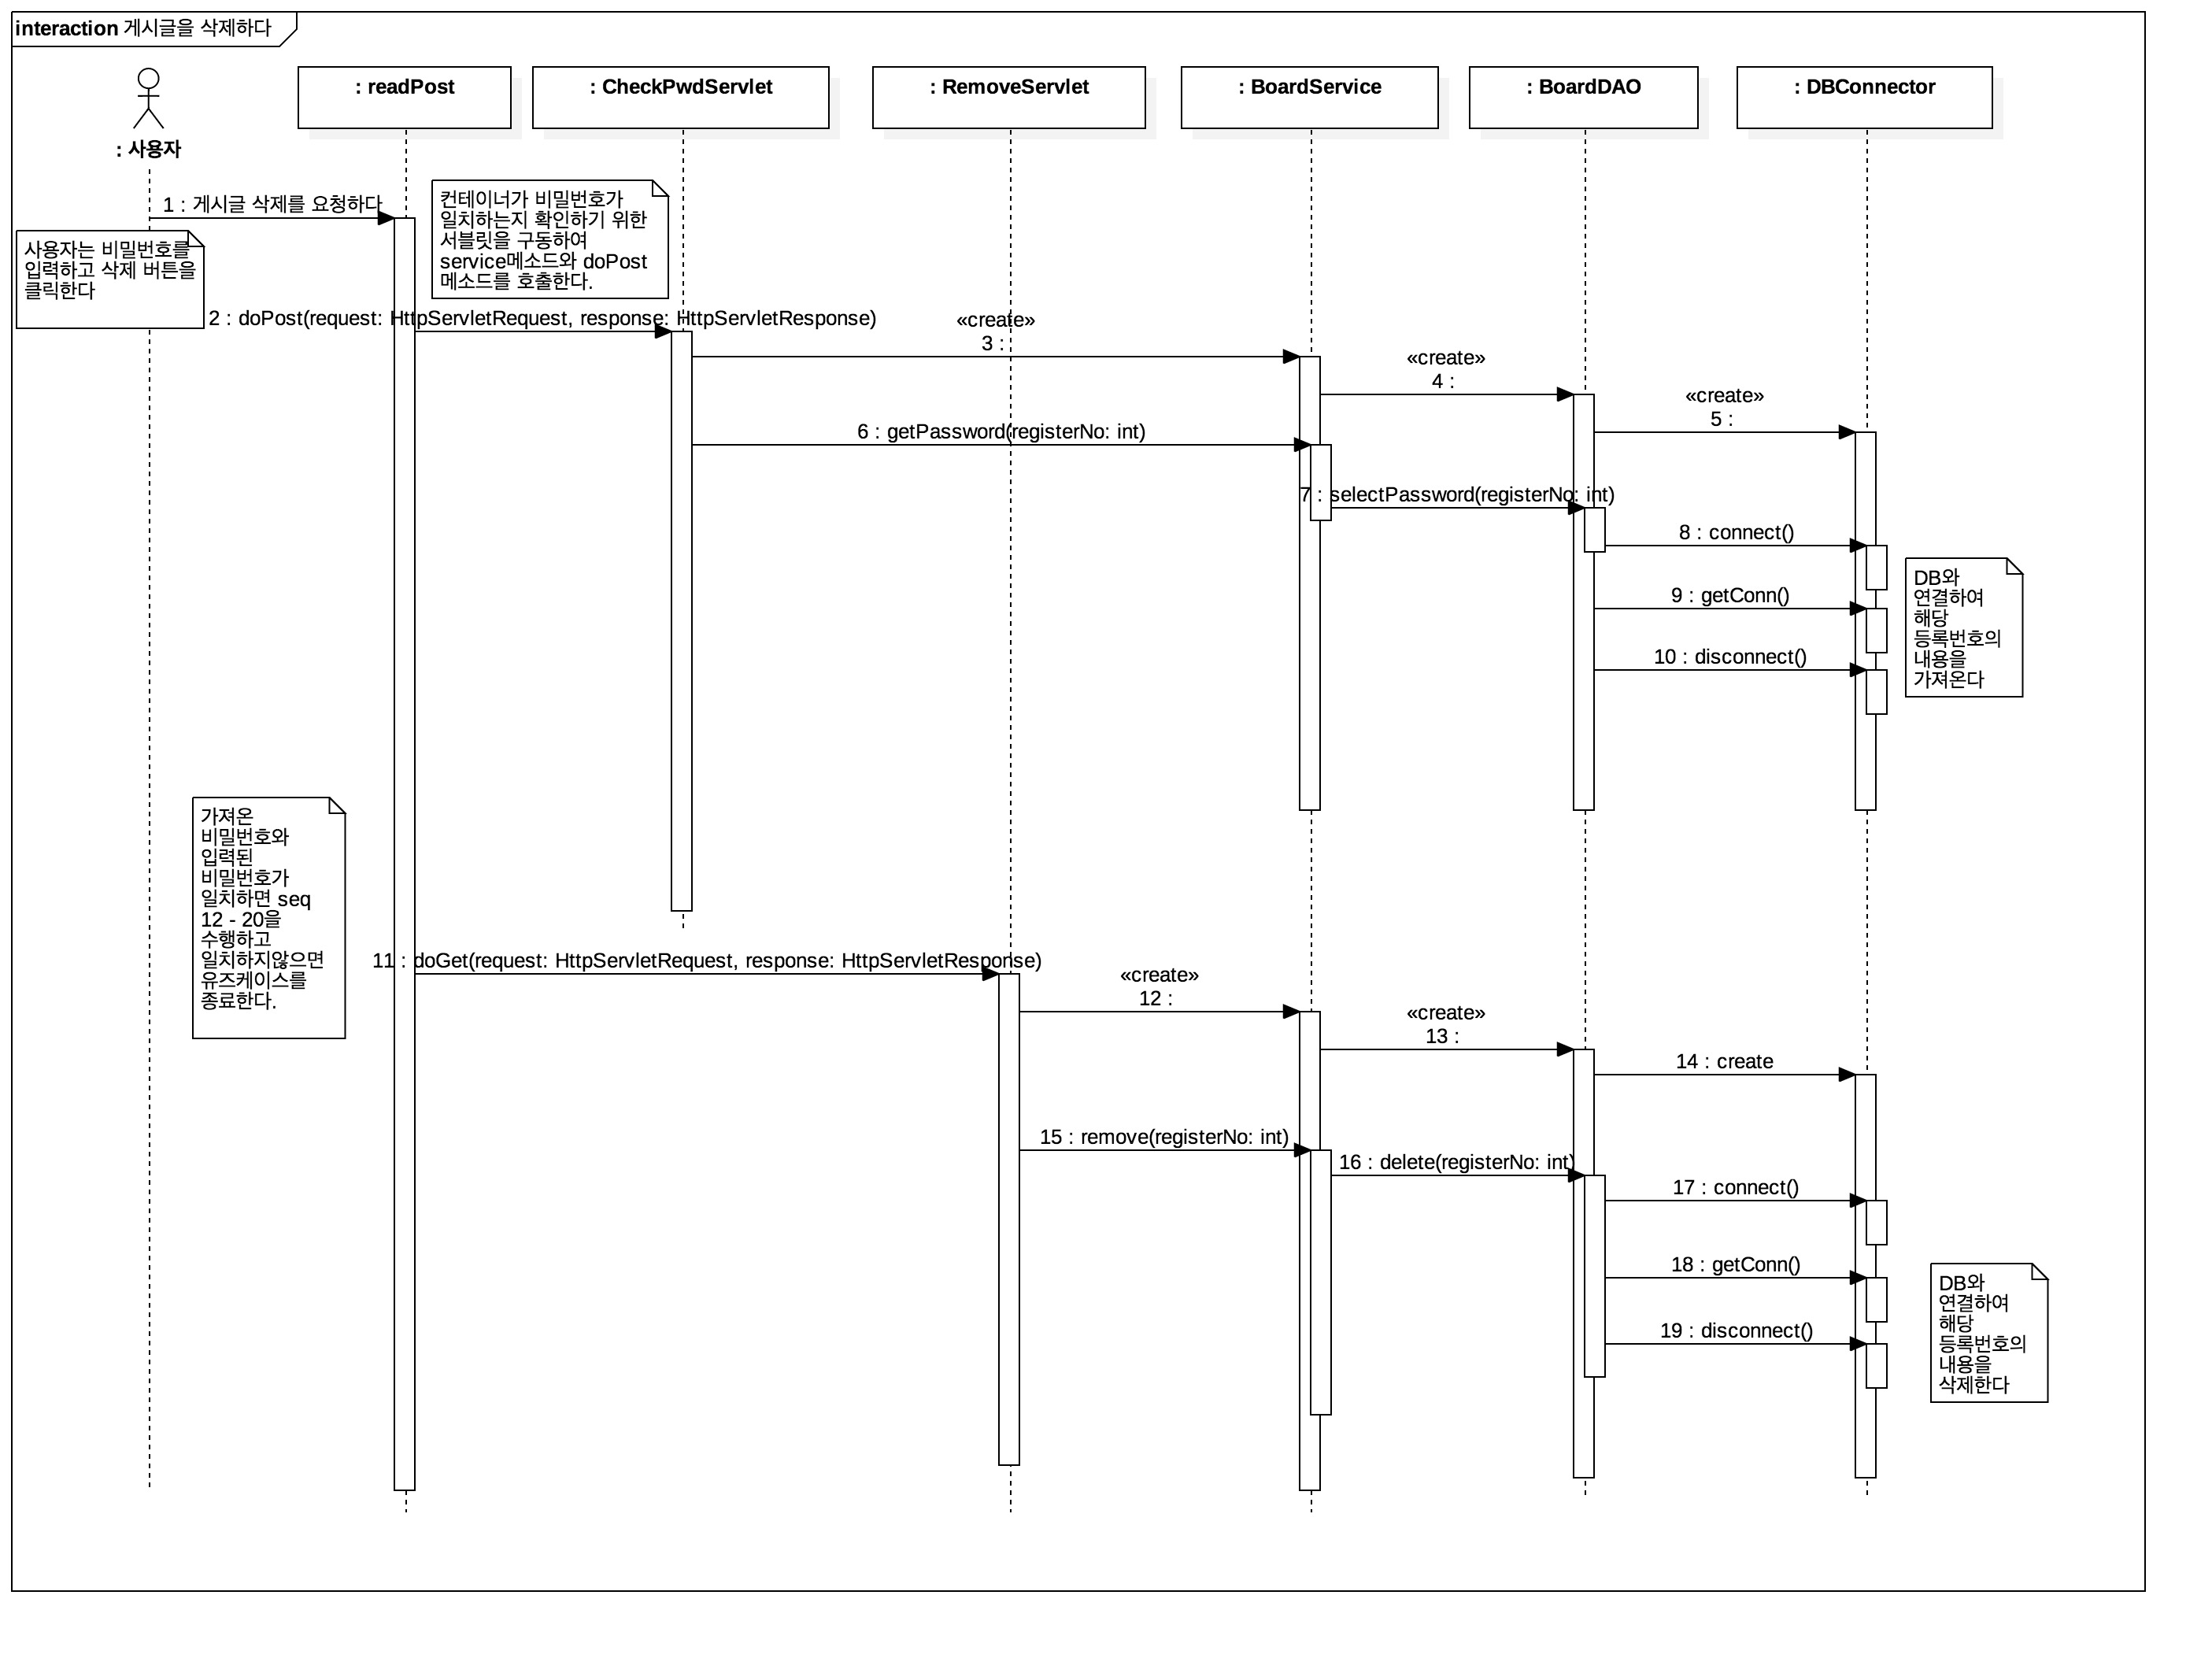 interaction 게시글을 삭제하다
: 사용자
: readPost
: CheckPwdServlet
: RemoveServlet
: BoardService
: BoardDAO
: DBConnector
1 : 게시글 삭제를 요청하다
컨테이너가 비밀번호가
일치하는지 확인하기 위한
서블릿을 구동하여
service메소드와 doPost
메소드를 호출한다.
사용자는 비밀번호를
입력하고 삭제 버튼을
클릭한다
2 : doPost(request: HttpServletRequest, response: HttpServletResponse)
«create»
3 :
«create»
4 :
«create»
5 :
6 : getPassword(registerNo: int)
7 : selectPassword(registerNo: int)
8 : connect()
9 : getConn()
10 : disconnect()
DB와
연결하여
해당
등록번호의
내용을
가져온다
가져온
비밀번호와
입력된
비밀번호가
일치하면 seq
12 - 20을
수행하고
일치하지않으면
유즈케이스를
종료한다.
11 : doGet(request: HttpServletRequest, response: HttpServletResponse)
«create»
12 :
«create»
13 :
14 : create
15 : remove(registerNo: int)
16 : delete(registerNo: int)
17 : connect()
18 : getConn()
19 : disconnect()
DB와
연결하여
해당
등록번호의
내용을
삭제한다